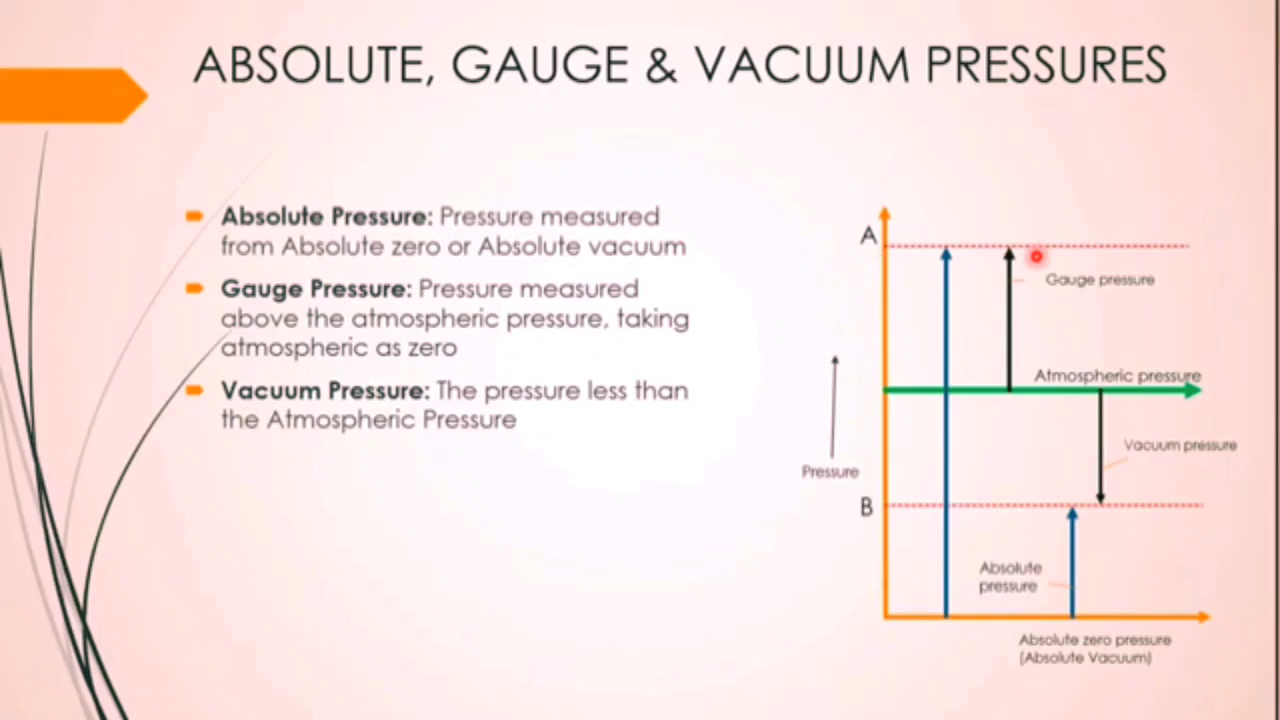 ABSOLUTE, GAUGE & VACUUM PRESSURES
Absolute Pressure: Pressure measured
from Absolute zero or Absolute vacuum
Gauge Pressure: Pressure measured
above the atmospheric pressure, taking
atmospheric as zero
Vacuum Pressure: The pressure less than
the Atmospheric Pressure
A
Gauge pressure
Atmospheric pressure
Vacuum pressure
Pressure
B
Absolute
pressure
Absolute zero pressure
(Absolute Vacuum)